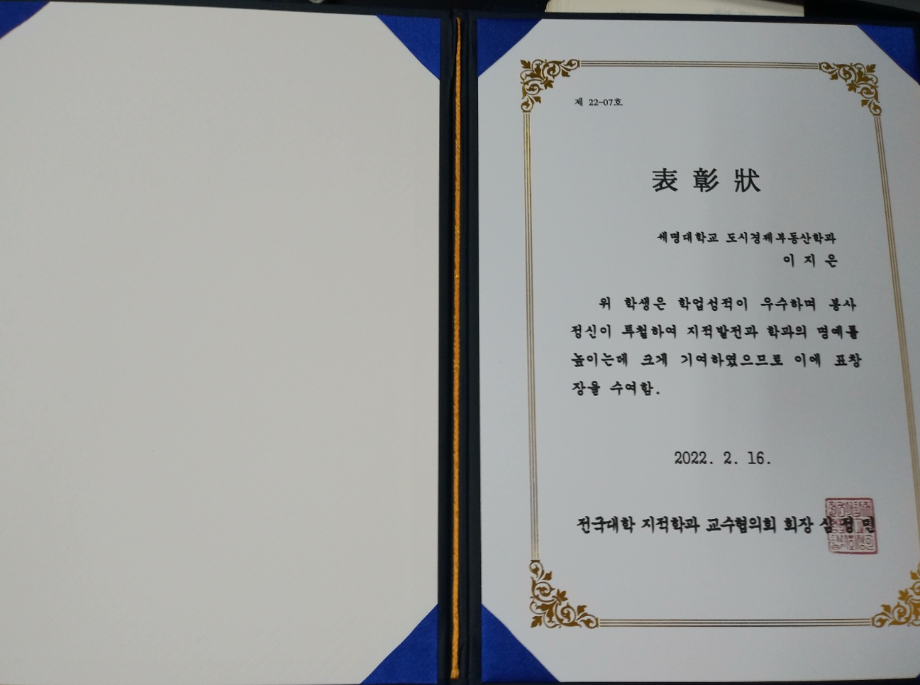 제 22-07호
表彰狀
세명대학교 도시경제부동산학과
이 지 은
위 학생은 학업성적이 우수하며 봉사
정신이 투철하여 지적발전과 학과의 명예를
높이는데 크게 기여하였으므로 이에 표창
장을 수여함.
2022. 2. 16.
전국대학 지적학과 교수협의회 회장